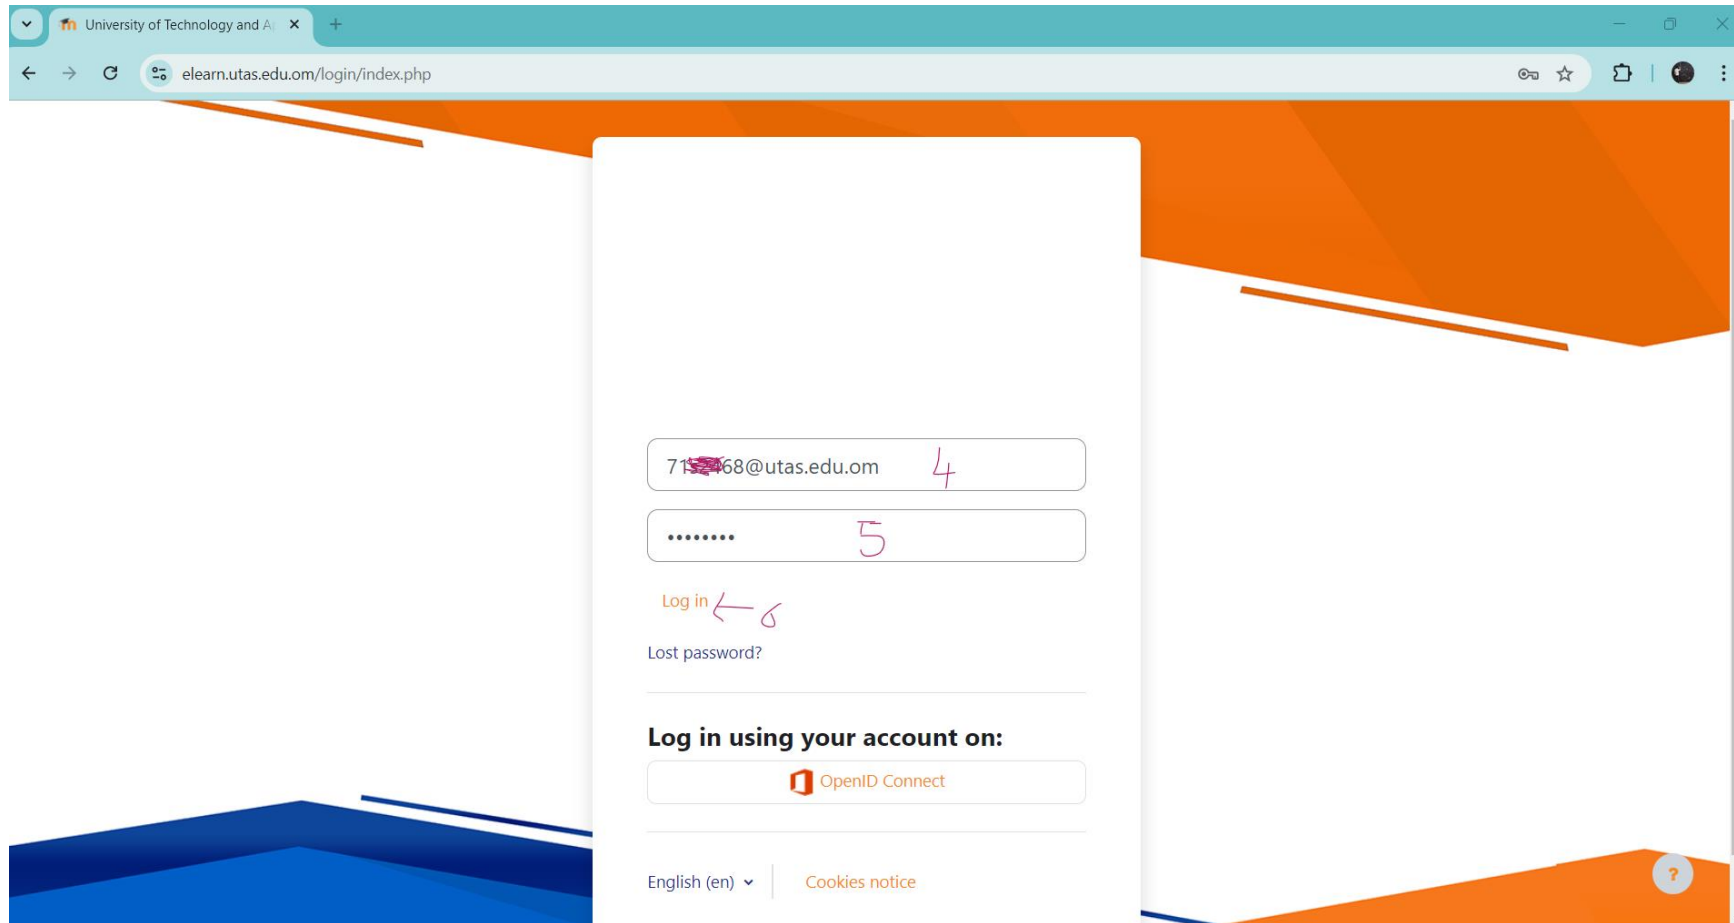 University of Technology and A
elearn.utas.edu.om/login/index.php
71 68@utas.edu.om 4
•••••••• 5
Log in ← 6
Lost password?
Log in using your account on:
OpenID Connect
English (en)
Cookies notice
?